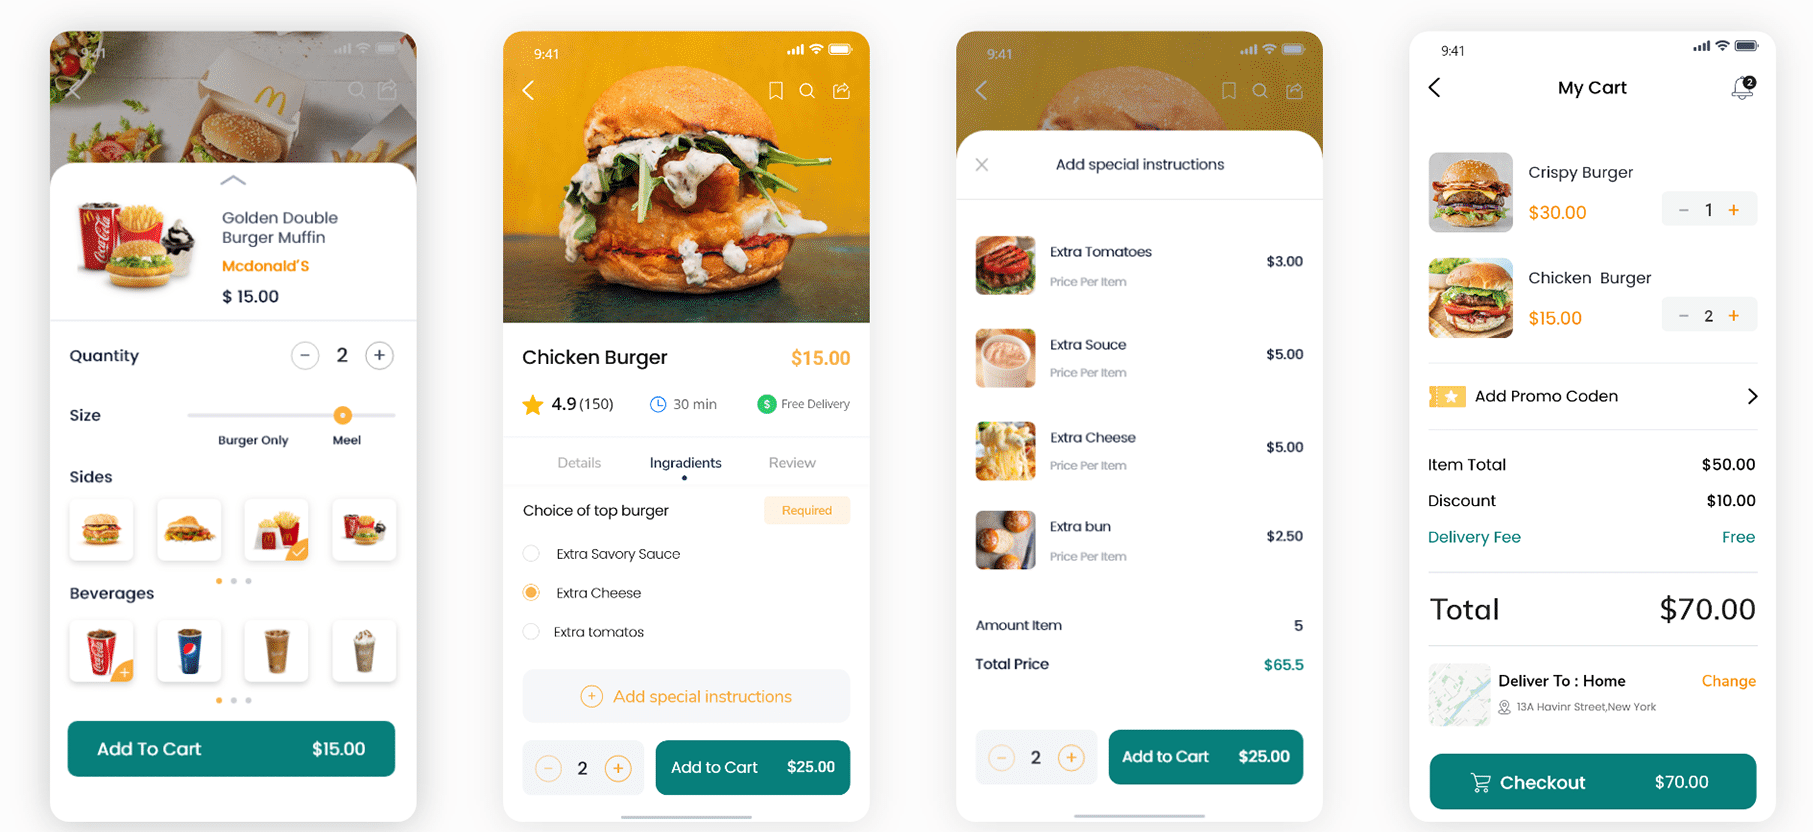 9:41
Golden Double
Burger Muffin
Mcdonald'S
$ 15.00
Quantity
2
Size
Burger Only Meel
Sides
Beverages
Add To Cart $15.00
9:41
Chicken Burger $15.00
4.9 (150) 30 min $ Free Delivery
Details Ingradients Review
Choice of top burger Required
Extra Savory Sauce
Extra Cheese
Extra tomatos
Add special instructions
2 Add to Cart $25.00
9:41
Add special instructions
Extra Tomatoes
$3.00
Price Per Item
Extra Souce
$5.00
Price Per Item
Extra Cheese
$5.00
Price Per Item
Extra bun
$2.50
Price Per Item
Amount Item 5
Total Price $65.5
2 Add to Cart $25.00
9:41
My Cart 2
Crispy Burger
$30.00 − 1 +
Chicken Burger
$15.00 − 2 +
Add Promo Coden
Item Total $50.00
Discount $10.00
Delivery Fee Free
Total $70.00
Deliver To : Home Change
13A Havinr Street,New York
Checkout $70.00